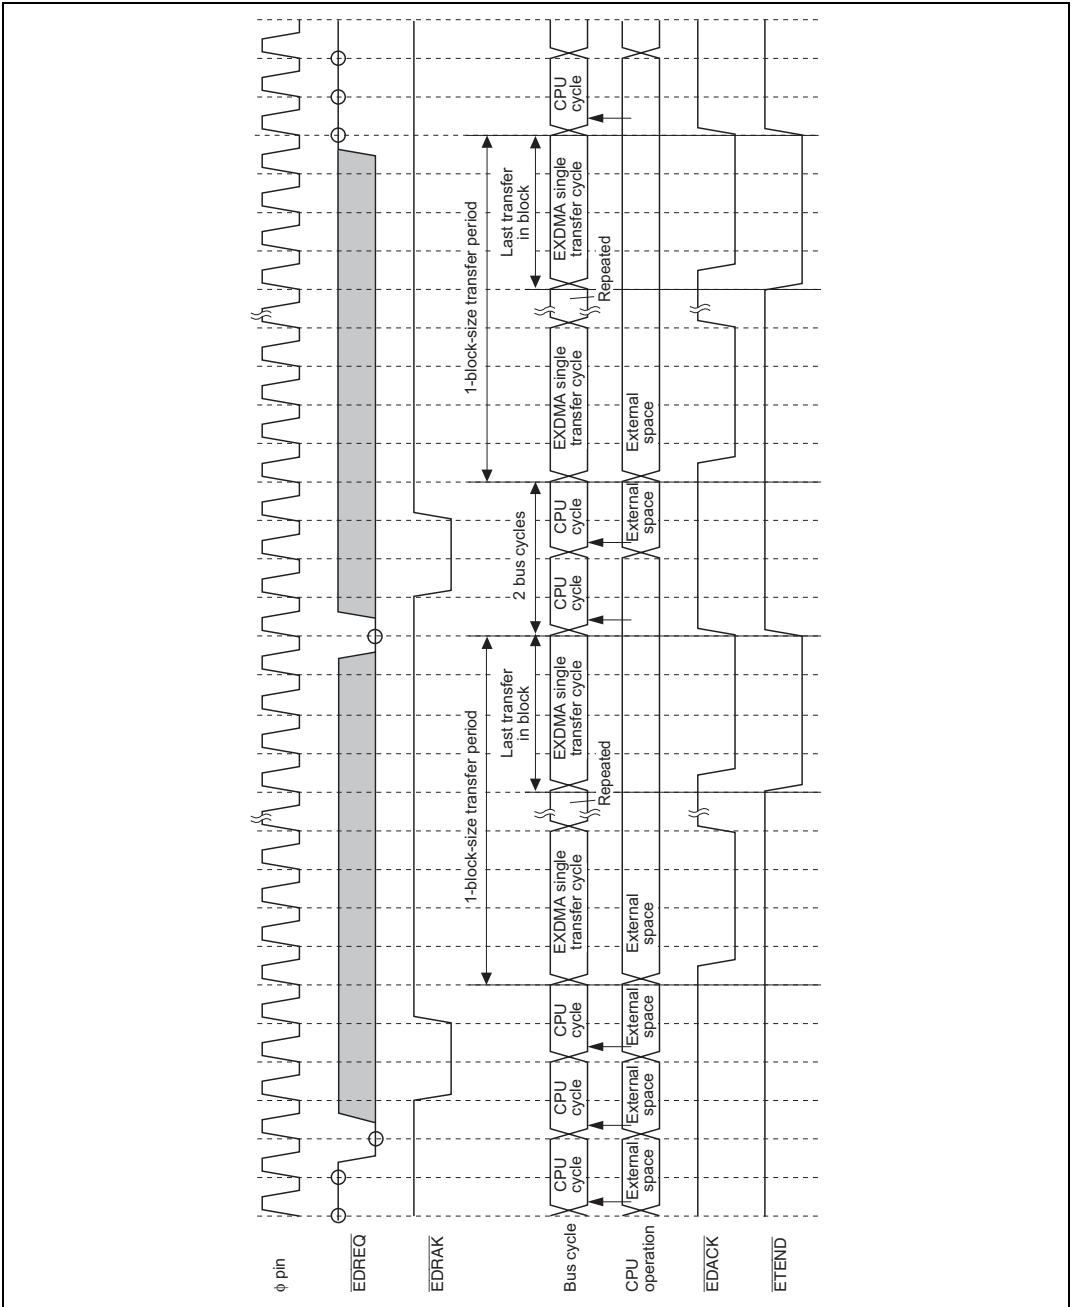 φ pin
EDREQ
EDRAK
1-block-size transfer period
1-block-size transfer period
Last transfer
in block
2 bus cycles
Last transfer
in block
Bus cycle
CPU
cycle
CPU
cycle
CPU
cycle
EXDMA single
transfer cycle
EXDMA single
transfer cycle
CPU
cycle
CPU
cycle
EXDMA single
transfer cycle
EXDMA single
transfer cycle
CPU
cycle
Repeated
Repeated
CPU
operation
External
space
External
space
External
space
External
space
External
space
External
space
EDACK
ETEND